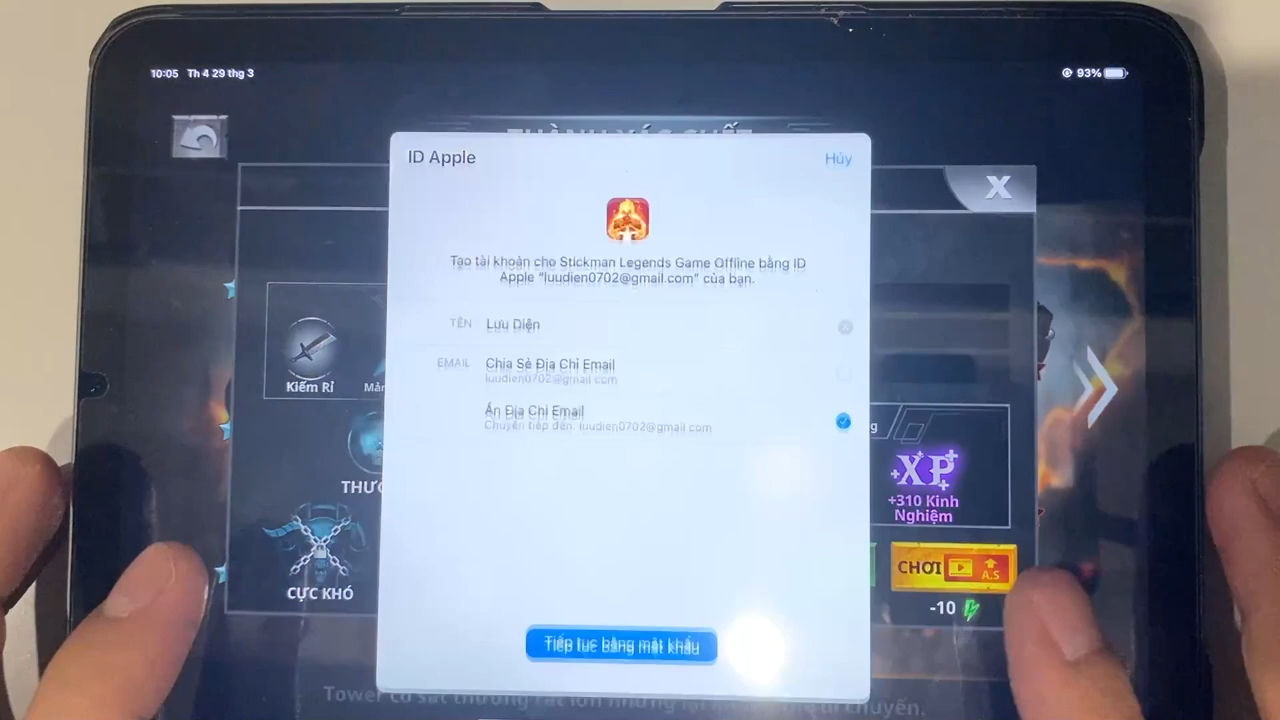 10:05 Th 4 29 thg 3
93%
ID Apple
Hủy
X
Tạo tài khoản cho Stickman Legends Game Offline bằng ID
Apple “luudien0702@gmail.com” của bạn.
TÊN Lưu Diện
EMAIL Chia Sẻ Địa Chỉ Email
luudien0702@gmail.com
Ẩn Địa Chỉ Email
Chuyển tiếp đến: luudien0702@gmail.com
Kiếm Rỉ
XP
+310 Kinh
Nghiệm
CỰC KHÓ
CHƠI
A.S
-10
Tiếp tục bằng mật khẩu